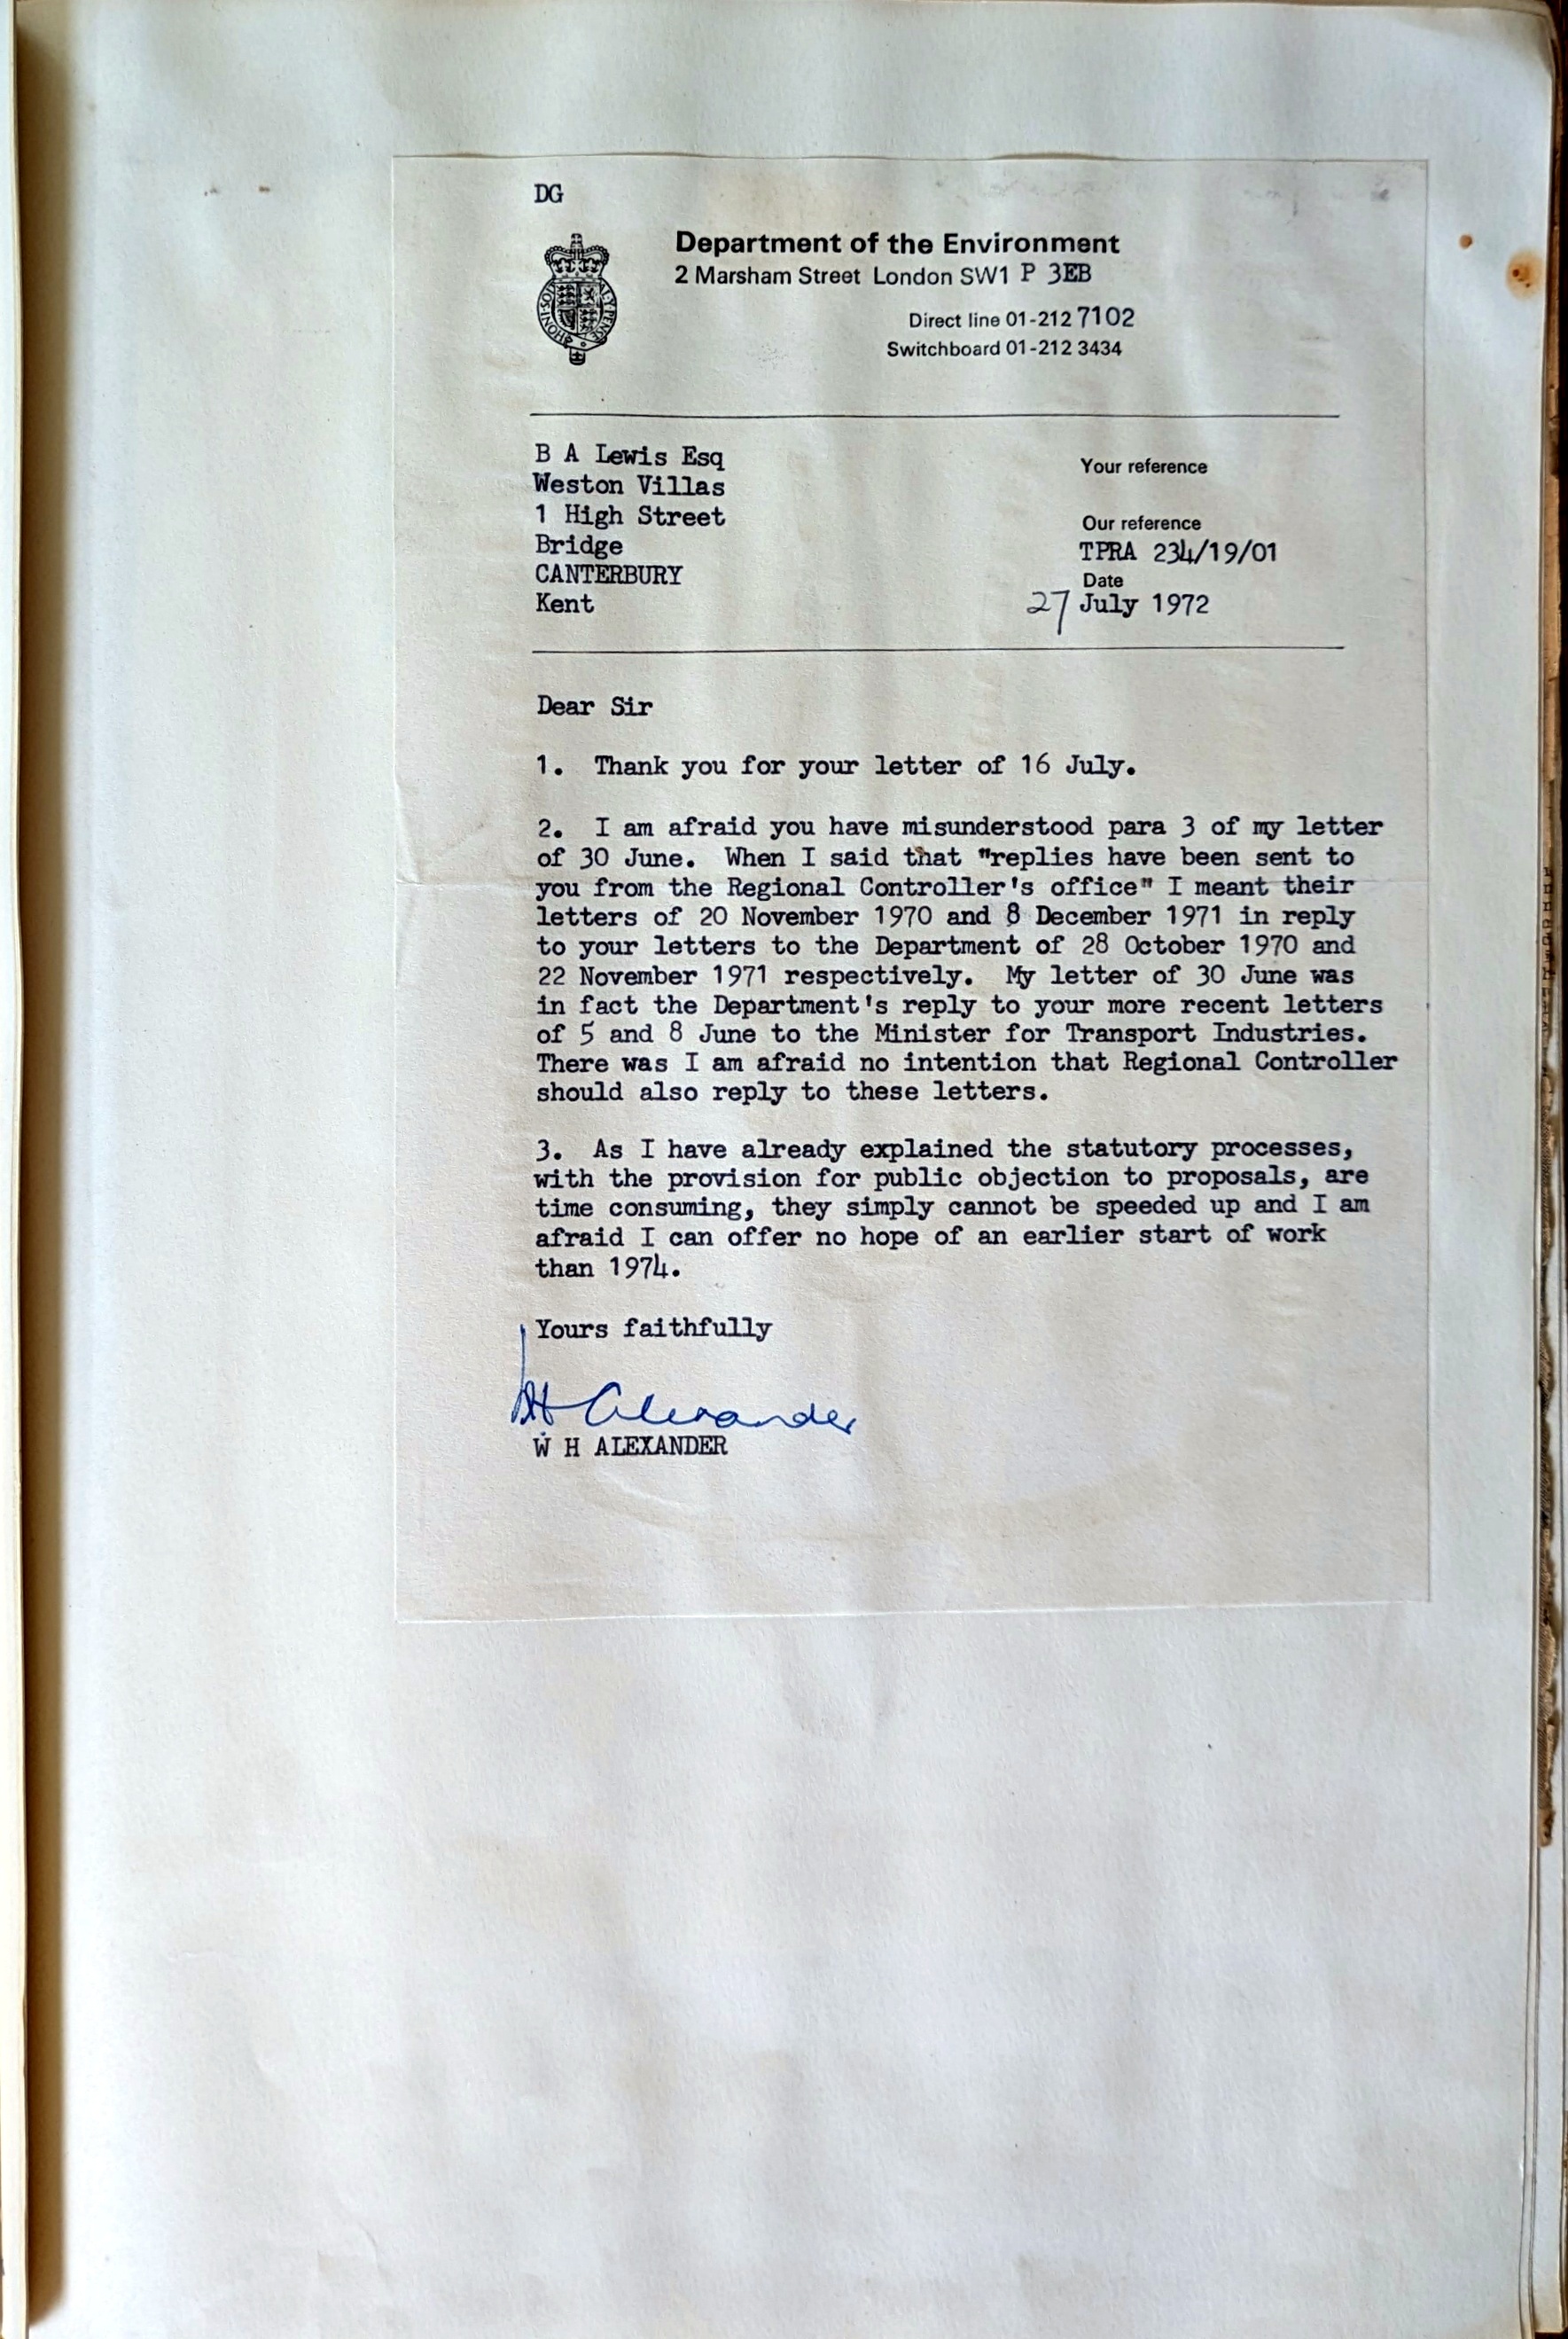 DG
Department of the Environment
2 Marsham Street London SW1 P 3EB
Direct line 01-212 7102
Switchboard 01-212 3434
HONI SOI
B A Lewis Esq
Weston Villas
1 High Street
Bridge
CANTERBURY
Kent
Your reference
Our reference
TPRA 234/19/01
Date
27 July 1972
Dear Sir
1. Thank you for your letter of 16 July.
2. I am afraid you have misunderstood para 3 of my letter
of 30 June. When I said that "replies have been sent to
you from the Regional Controller's office" I meant their
letters of 20 November 1970 and 8 December 1971 in reply
to your letters to the Department of 28 October 1970 and
22 November 1971 respectively. My letter of 30 June was
in fact the Department's reply to your more recent letters
of 5 and 8 June to the Minister for Transport Industries.
There was I am afraid no intention that Regional Controller
should also reply to these letters.
3. As I have already explained the statutory processes,
with the provision for public objection to proposals, are
time consuming, they simply cannot be speeded up and I am
afraid I can offer no hope of an earlier start of work
than 1974.
Yours faithfully
WH Alexander
W H ALEXANDER